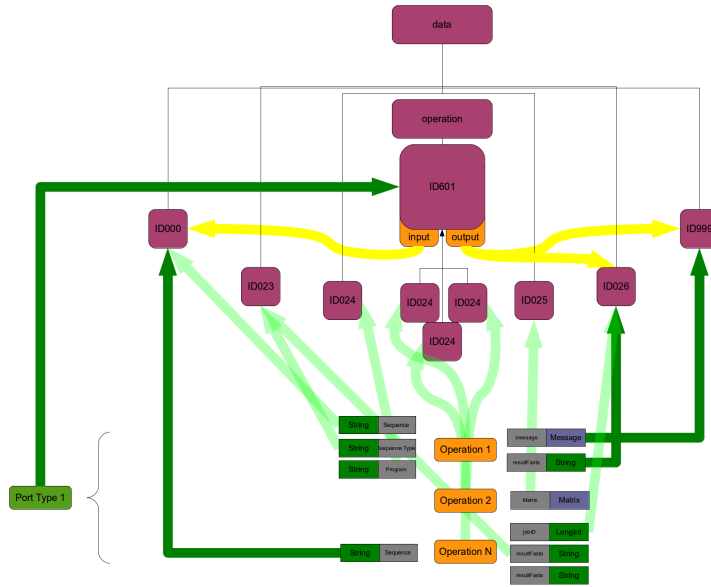 data
operation
ID601
input
output
ID000
ID999
ID023
ID024
ID024
ID024
ID025
ID026
ID024
String Sequence
String Sequence Type
String Program
Operation 1
message Message
resultFasta String
Port Type 1
Operation 2
Matrix Matrix
String Sequence
Operation N
jobID LongInt
resultFasta String
resultFasta String